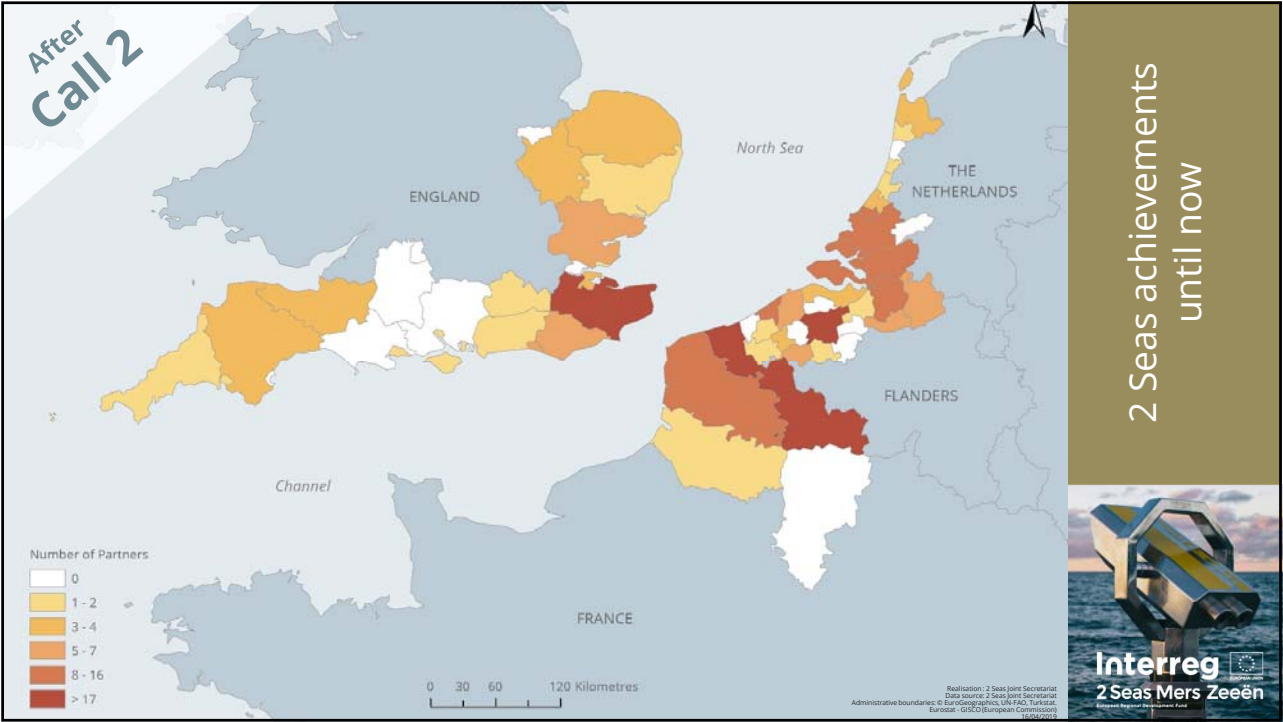 After
Call 2
North Sea
THE
NETHERLANDS
ENGLAND
FLANDERS
Channel
FRANCE
Number of Partners
0
1 - 2
3 - 4
5 - 7
8 - 16
> 17
0 30 60 120 Kilometres
Realisation : 2 Seas Joint Secretariat
Data source: 2 Seas Joint Secretariat
Administrative boundaries: © EuroGeographics, UN-FAO, Turkstat.
Eurostat - GISCO (European Commission)
16/04/2019
2 Seas achievements
until now
Interreg
EUROPEAN UNION
2 Seas Mers Zeeën
European Regional Development Fund